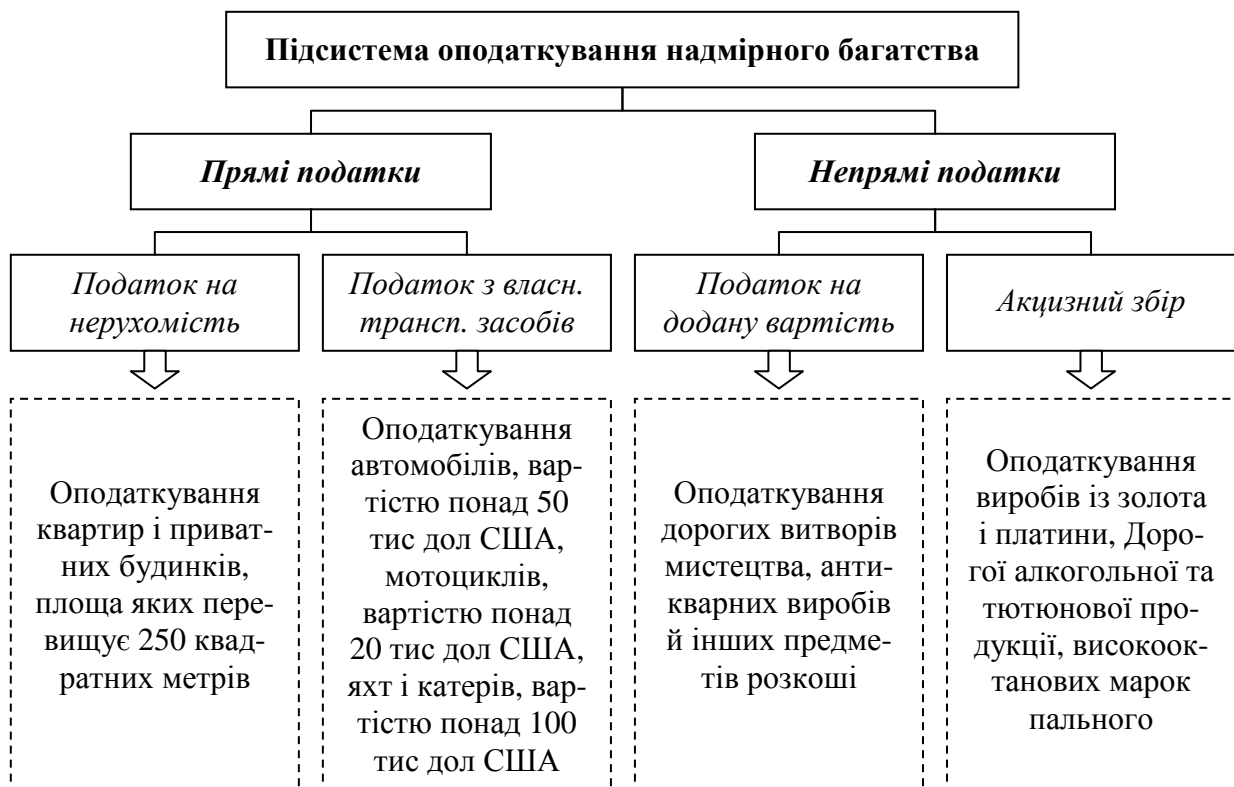 Підсистема оподаткування надмірного багатства
Прямі податки
Непрямі податки
Податок на
нерухомість
Податок з власн.
трансп. засобів
Податок на
додану вартість
Акцизний збір
Оподаткування
квартир і приват-
них будинків,
площа яких пере-
вищує 250 квад-
ратних метрів
Оподаткування
автомобілів, вар-
тістю понад 50
тис дол США,
мотоциклів,
вартістю понад
20 тис дол США,
яхт і катерів, вар-
тістю понад 100
тис дол США
Оподаткування
дорогих витворів
мистецтва, анти-
кварних виробів
й інших предме-
тів розкоші
Оподаткування
виробів із золота
і платини, Доро-
гої алкогольної та
тютюнової про-
дукції, високоок-
танових марок
пального